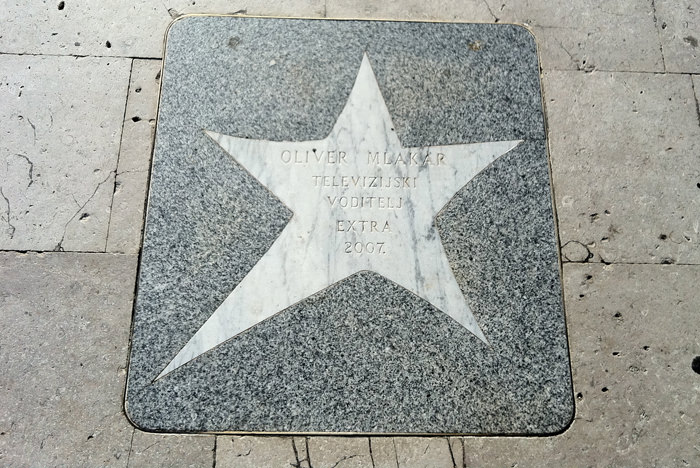 OLIVER MLAKAR
TELEVIZIJSKI
VODITELJ
EXTRA
2007.